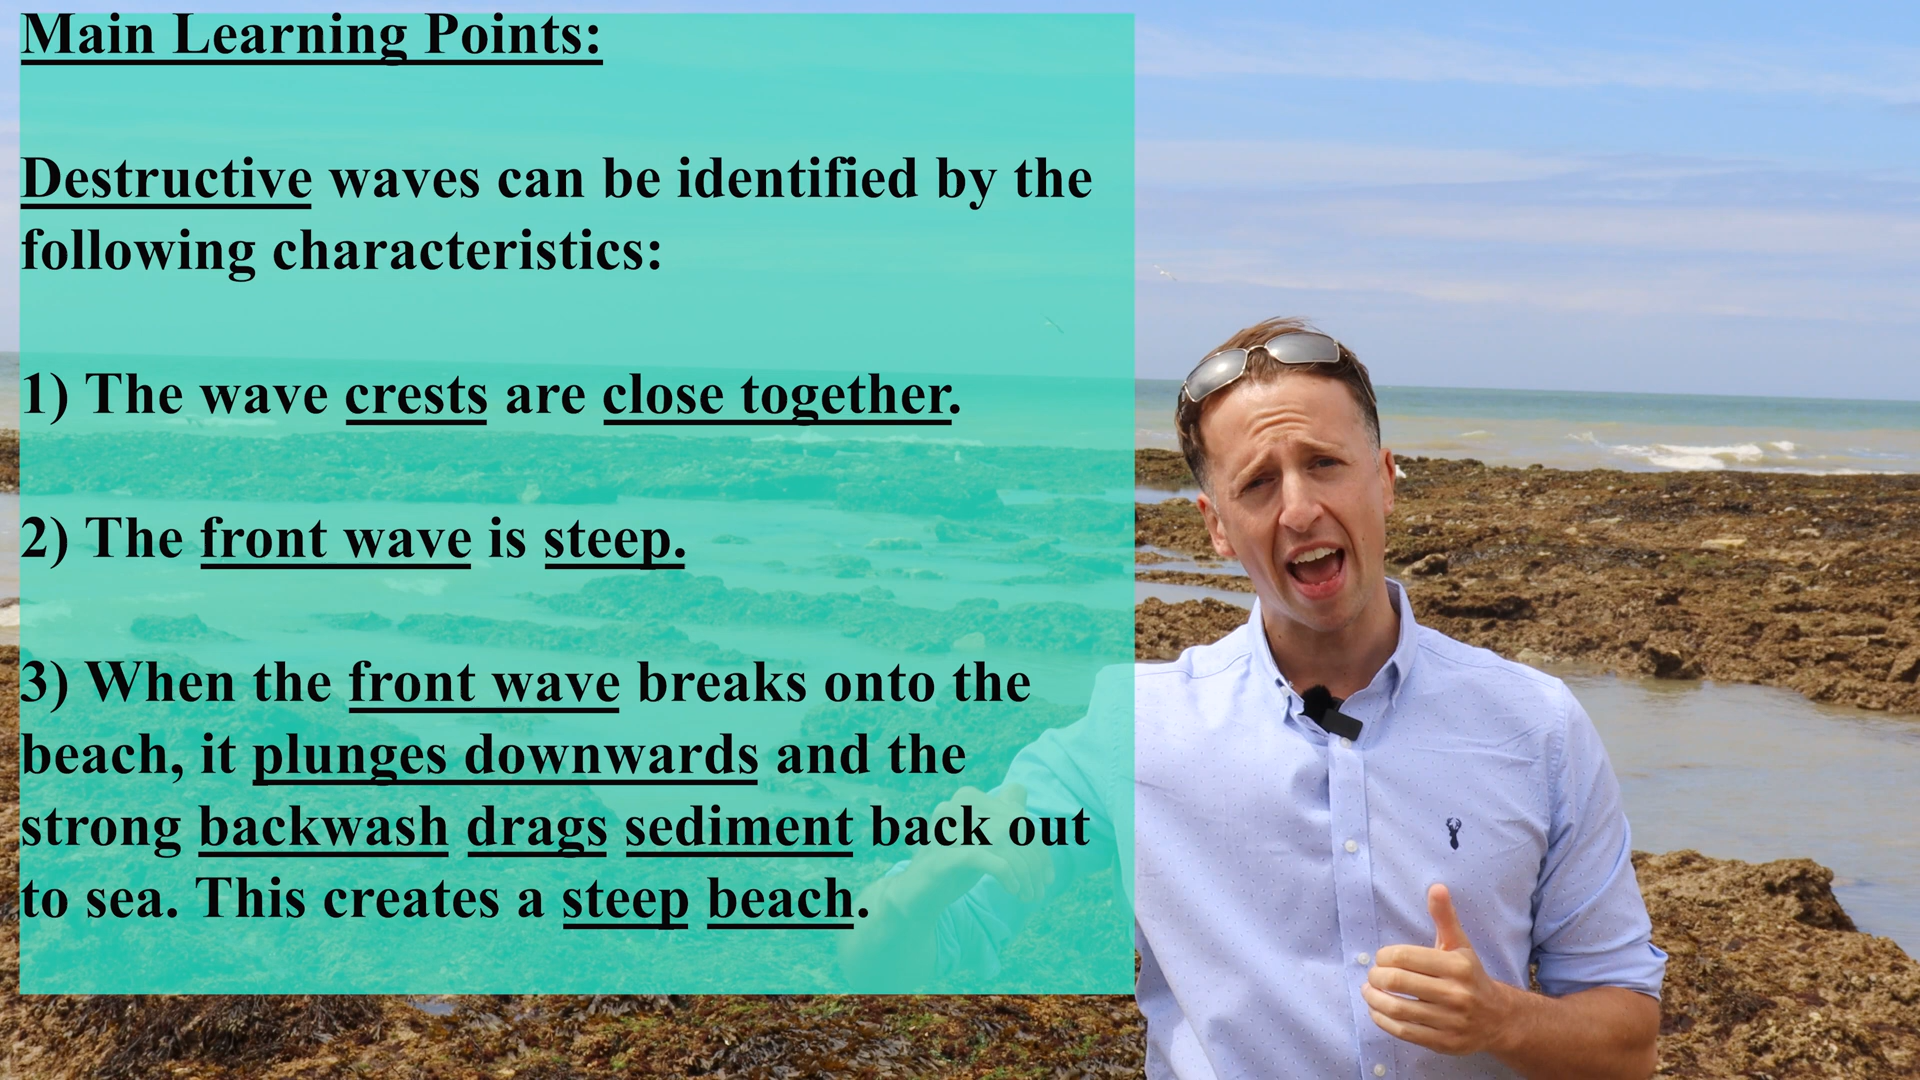 Main Learning Points:
Destructive waves can be identified by the
following characteristics:
1) The wave crests are close together.
2) The front wave is steep.
3) When the front wave breaks onto the
beach, it plunges downwards and the
strong backwash drags sediment back out
to sea. This creates a steep beach.